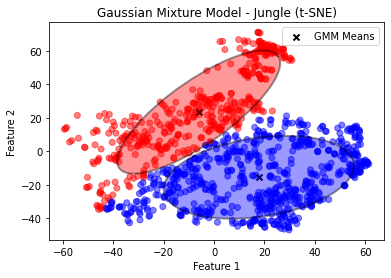 Gaussian Mixture Model - Jungle (t-SNE)
GMM Means
60
40
20
0
−20
−40
Feature 2
−60 −40 −20 0 20 40 60
Feature 1